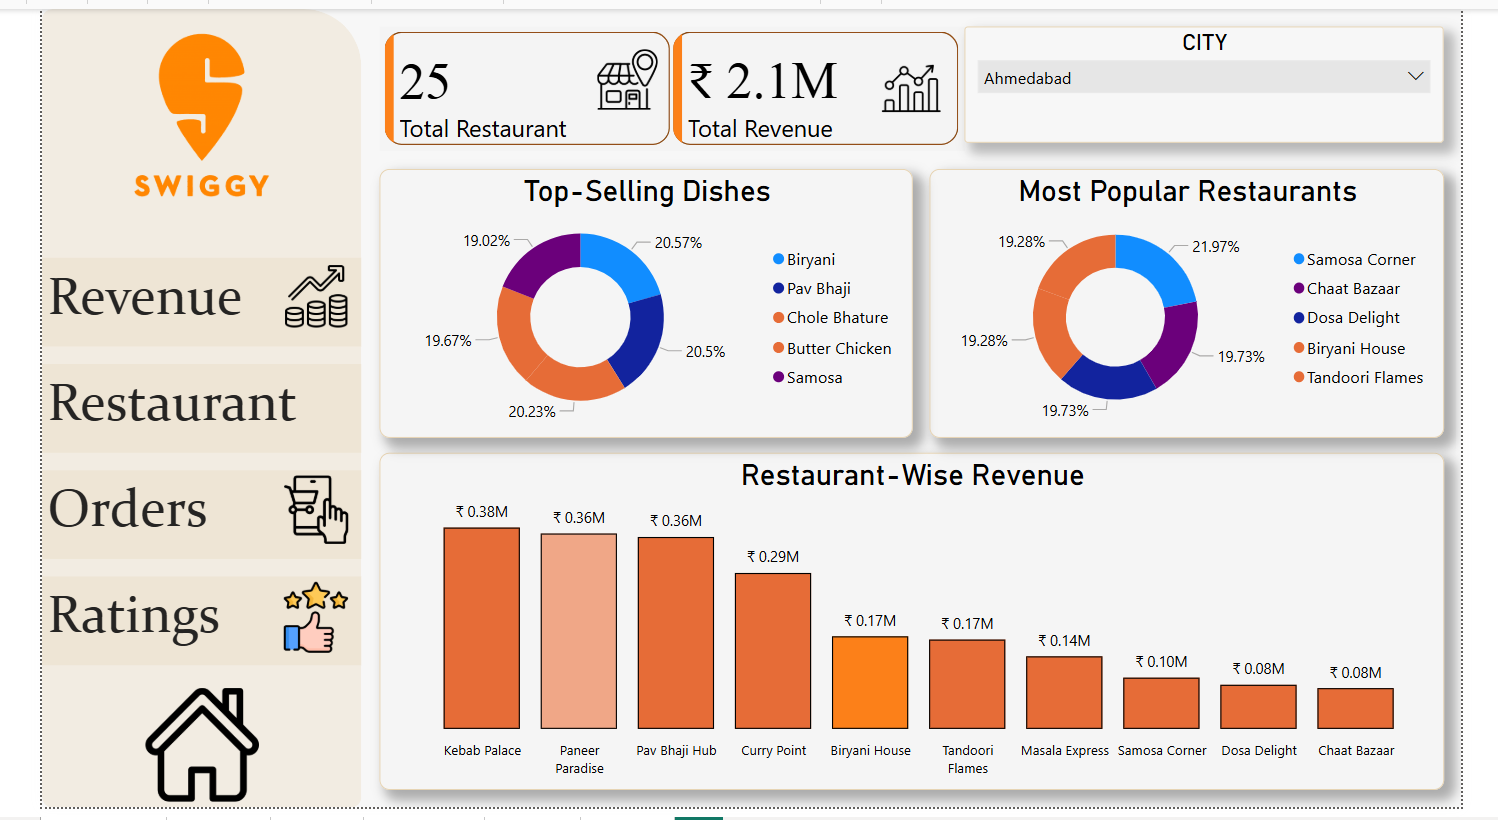 SWIGGY
Revenue
Restaurant
Orders
Ratings
25
Total Restaurant
₹ 2.1M
Total Revenue
CITY
Ahmedabad
Top-Selling Dishes
19.02%
20.57%
19.67%
20.5%
20.23%
Biryani
Pav Bhaji
Chole Bhature
Butter Chicken
Samosa
Most Popular Restaurants
19.28%
21.97%
19.28%
19.73%
19.73%
Samosa Corner
Chaat Bazaar
Dosa Delight
Biryani House
Tandoori Flames
Restaurant-Wise Revenue
₹ 0.38M
₹ 0.36M
₹ 0.36M
₹ 0.29M
₹ 0.17M
₹ 0.17M
₹ 0.14M
₹ 0.10M
₹ 0.08M
₹ 0.08M
Kebab Palace
Paneer
Paradise
Pav Bhaji Hub
Curry Point
Biryani House
Tandoori
Flames
Masala Express
Samosa Corner
Dosa Delight
Chaat Bazaar